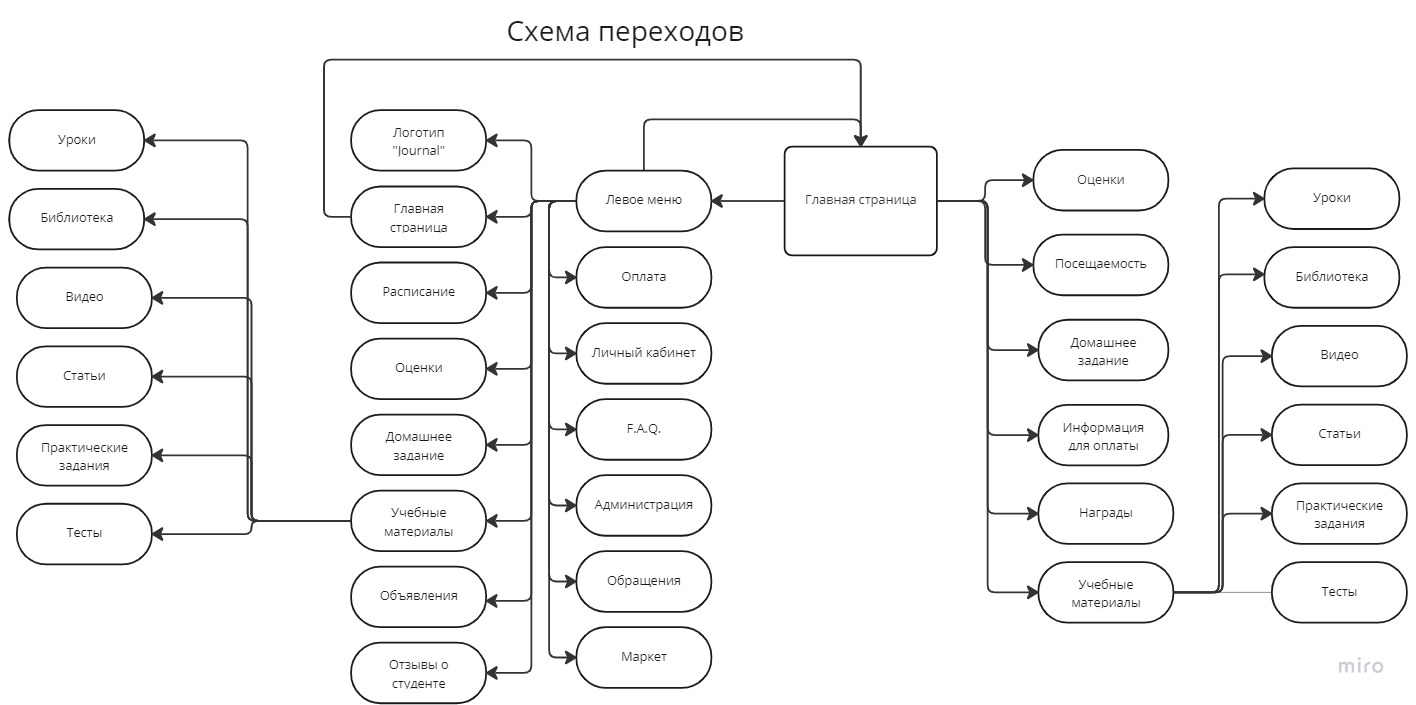 Схема переходов
Уроки
Библиотека
Видео
Статьи
Практические
задания
Тесты
Логотип
"Journal"
Главная
страница
Расписание
Оценки
Домашнее
задание
Учебные
материалы
Объявления
Отзывы о
студенте
Левое меню
Оплата
Личный кабинет
F.A.Q.
Администрация
Обращения
Маркет
Главная страница
Оценки
Посещаемость
Домашнее
задание
Информация
для оплаты
Награды
Учебные
материалы
Уроки
Библиотека
Видео
Статьи
Практические
задания
Тесты
miro